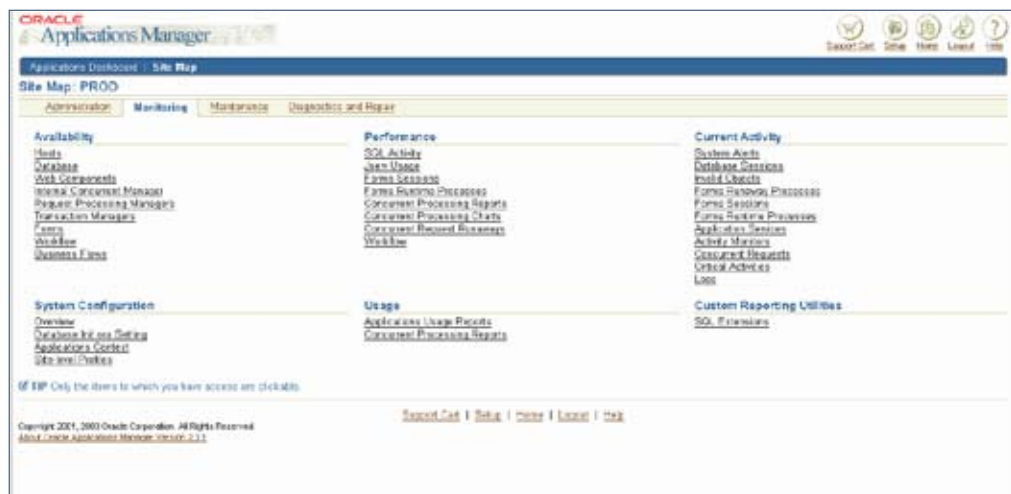 ORACLE
Applications Manager
Support Cart Setup Home Logout Help
Applications Dashboard | Site Map
Site Map: PROD
Administration Monitoring Maintenance Diagnostics and Repair
Availability
Hosts
Database
Web Components
Internal Concurrent Manager
Request Processing Managers
Transaction Managers
Forms
Workflow
Business Flows
Performance
SQL Activity
Usage
Forms Sessions
Forms Runtime Processes
Concurrent Processing Reports
Concurrent Processing Charts
Concurrent Request Runaways
Workflow
Current Activity
System Alerts
Database Sessions
Invalid Objects
Forms Runaway Processes
Forms Sessions
Forms Runtime Processes
Application Services
Activity Monitors
Concurrent Requests
Critical Activities
Logs
System Configuration
Overview
Database Init.ora Setting
Applications Context
Site-level Profiles
Usage
Applications Usage Reports
Concurrent Processing Reports
Custom Reporting Utilities
SQL Extensions
TIP Only the items to which you have access are clickable.
Support Cart | Setup | Home | Logout | Help
Copyright 2001, 2003 Oracle Corporation. All Rights Reserved.
About Oracle Applications Manager Version